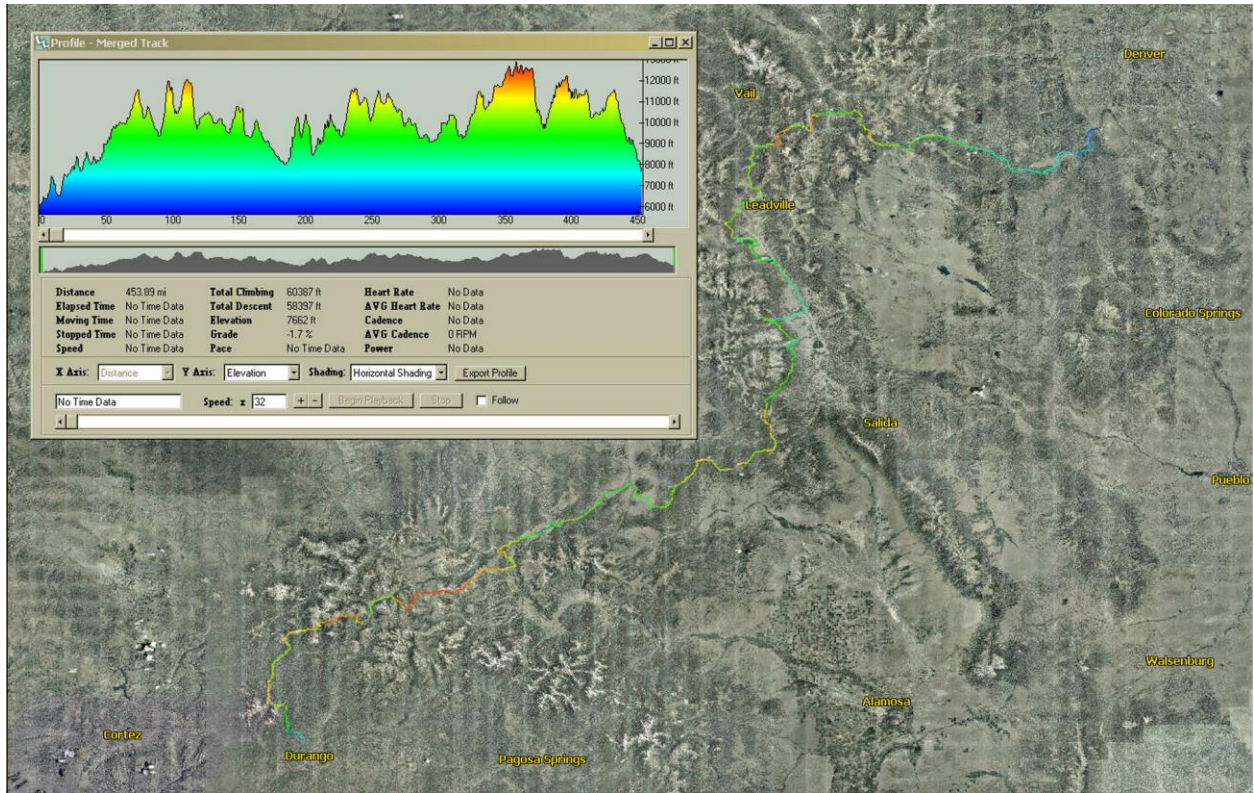 Profile - Merged Track
13000 ft
12000 ft
11000 ft
10000 ft
9000 ft
8000 ft
7000 ft
6000 ft
0 50 100 150 200 250 300 350 400 450
Distance 453.89 mi Total Climbing 60387 ft Heart Rate No Data
Elapsed Time No Time Data Total Descent 58397 ft AVG Heart Rate No Data
Moving Time No Time Data Elevation 7662 ft Cadence No Data
Stopped Time No Time Data Grade -1.7 % AVG Cadence 0 RPM
Speed No Time Data Pace No Time Data Power No Data
X Axis: Distance Y Axis: Elevation Shading: Horizontal Shading Export Profile
No Time Data Speed: x 32 + - Begin Playback Stop Follow
Denver
Vail
Leadville
Colorado Springs
Salida
Pueblo
Walsenburg
Alamosa
Cortez
Durango
Pagosa Springs